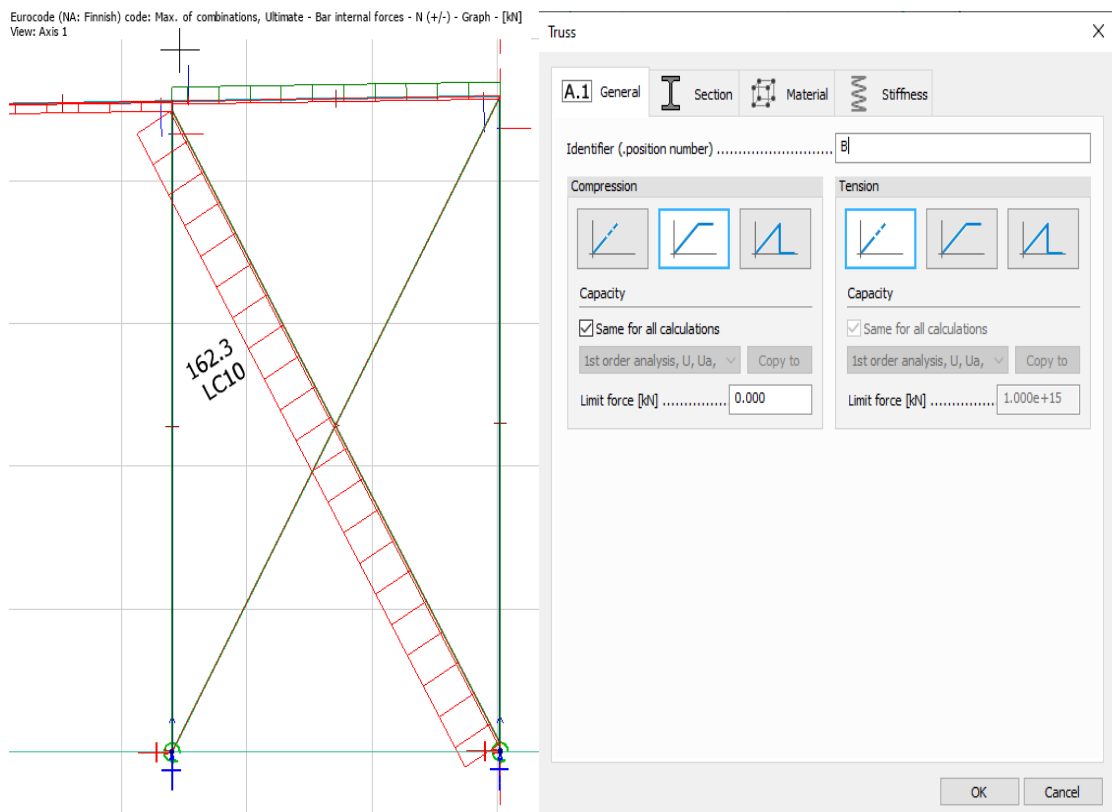 Eurocode (NA: Finnish) code: Max. of combinations, Ultimate - Bar internal forces - N (+/-) - Graph - [kN]
View: Axis 1
162.3
LC10
Truss
A.1 General
Section
Material
Stiffness
Identifier (.position number) ............................ B
Compression
Tension
Capacity
Capacity
Same for all calculations
Same for all calculations
1st order analysis, U, Ua,
Copy to
1st order analysis, U, Ua,
Copy to
Limit force [kN] ............... 0.000
Limit force [kN] ............... 1.000e+15
OK
Cancel